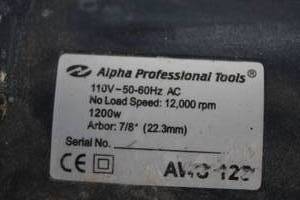 Alpha Professional Tools®
110V~50-60Hz AC
No Load Speed: 12,000 rpm
1200w
Arbor: 7/8" (22.3mm)
Serial No.
CE